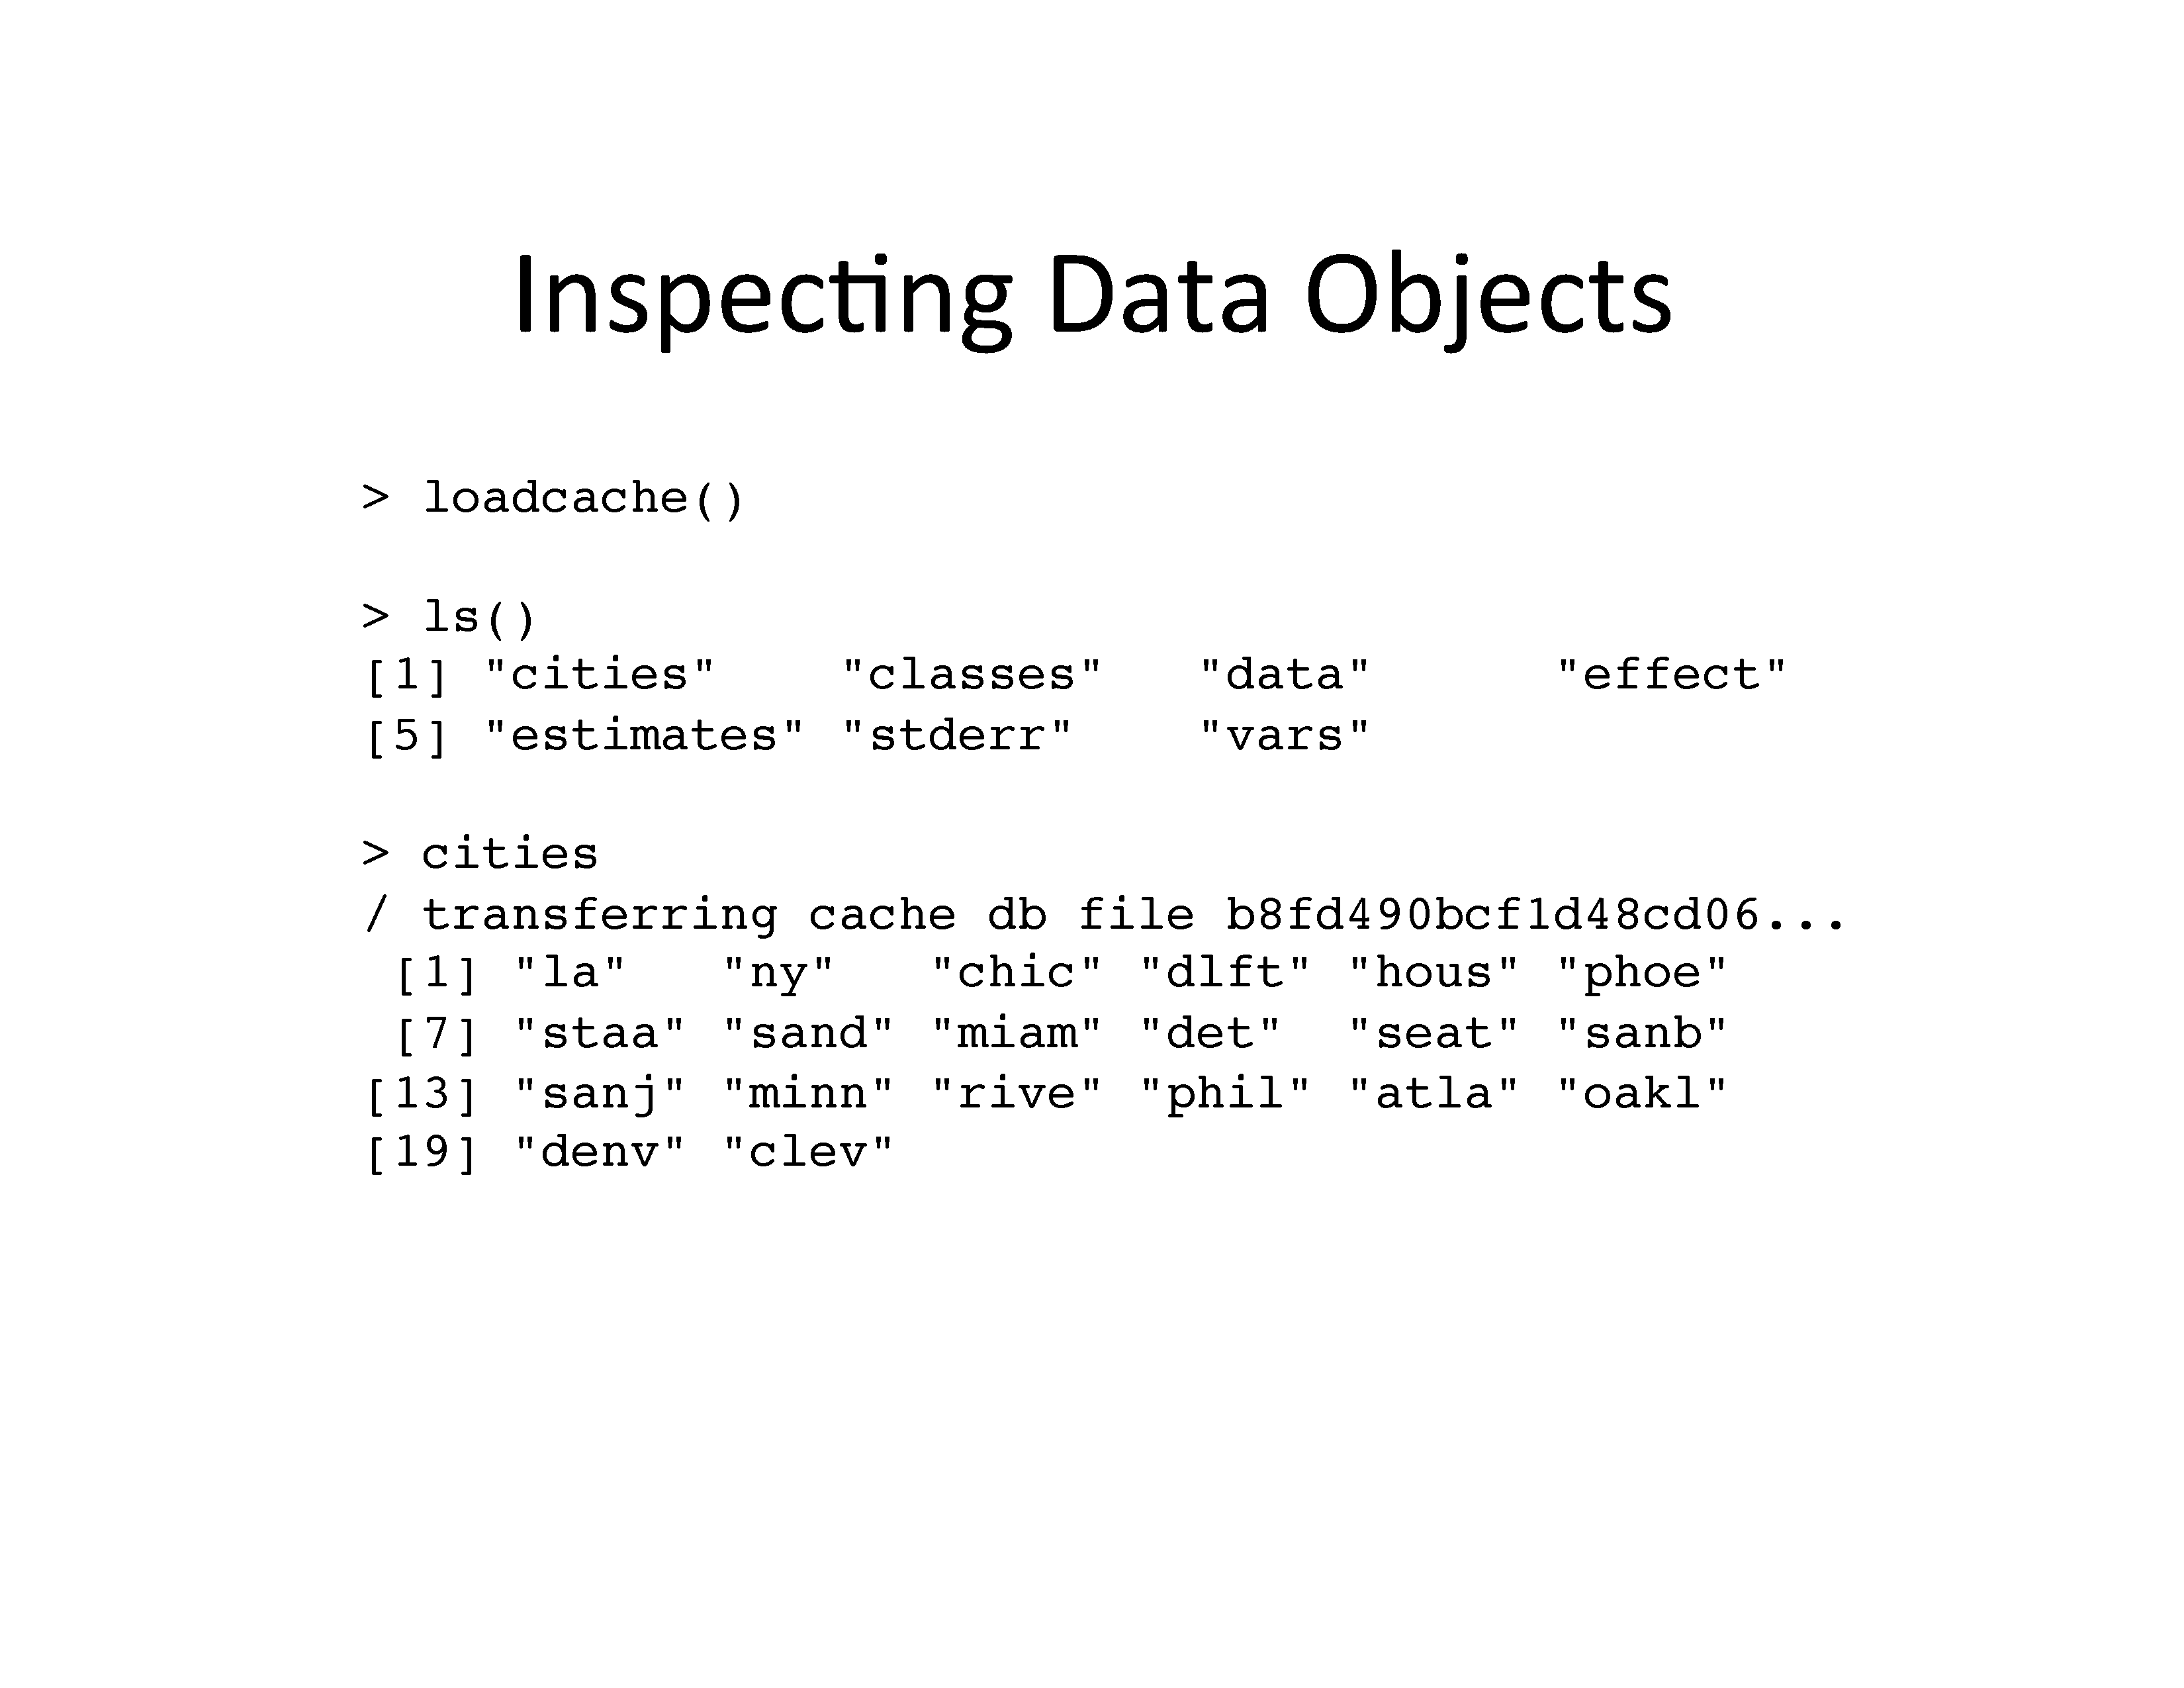 Inspecting Data Objects
> loadcache()
> ls()
[1] "cities"    "classes"   "data"      "effect"
[5] "estimates" "stderr"    "vars"
> cities
/ transferring cache db file b8fd490bcf1d48cd06...
 [1] "la"   "ny"   "chic" "dlft" "hous" "phoe"
 [7] "staa" "sand" "miam" "det"  "seat" "sanb"
[13] "sanj" "minn" "rive" "phil" "atla" "oakl"
[19] "denv" "clev"